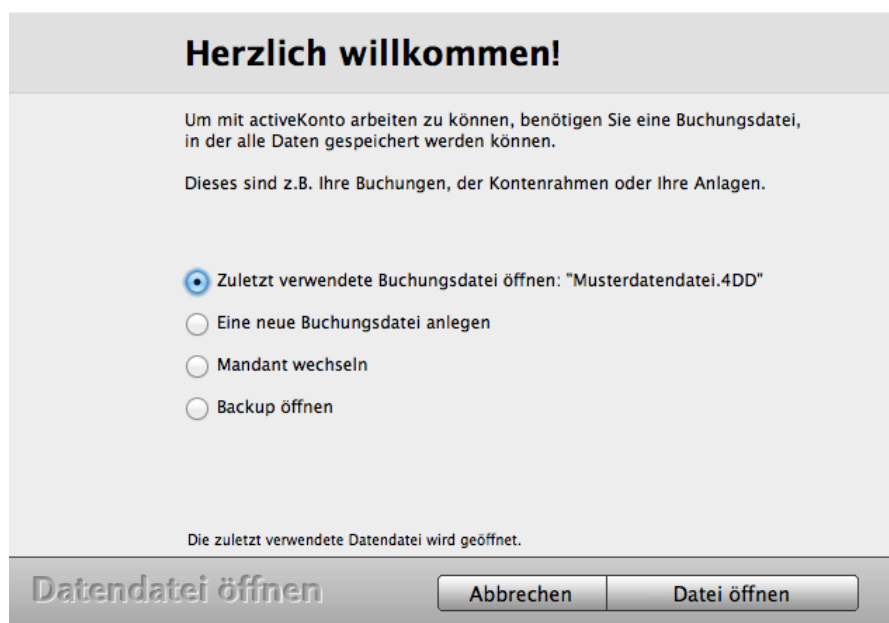 Herzlich willkommen!
Um mit activeKonto arbeiten zu können, benötigen Sie eine Buchungsdatei,
in der alle Daten gespeichert werden können.
Dieses sind z.B. Ihre Buchungen, der Kontenrahmen oder Ihre Anlagen.
Zuletzt verwendete Buchungsdatei öffnen: "Musterdatendatei.4DD"
Eine neue Buchungsdatei anlegen
Mandant wechseln
Backup öffnen
Die zuletzt verwendete Datendatei wird geöffnet.
Datendatei öffnen
Abbrechen
Datei öffnen